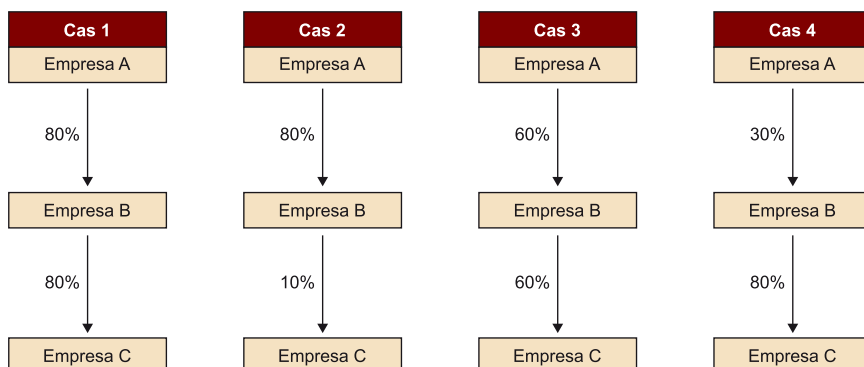 Cas 1
Empresa A
80%
Empresa B
80%
Empresa C
Cas 2
Empresa A
80%
Empresa B
10%
Empresa C
Cas 3
Empresa A
60%
Empresa B
60%
Empresa C
Cas 4
Empresa A
30%
Empresa B
80%
Empresa C